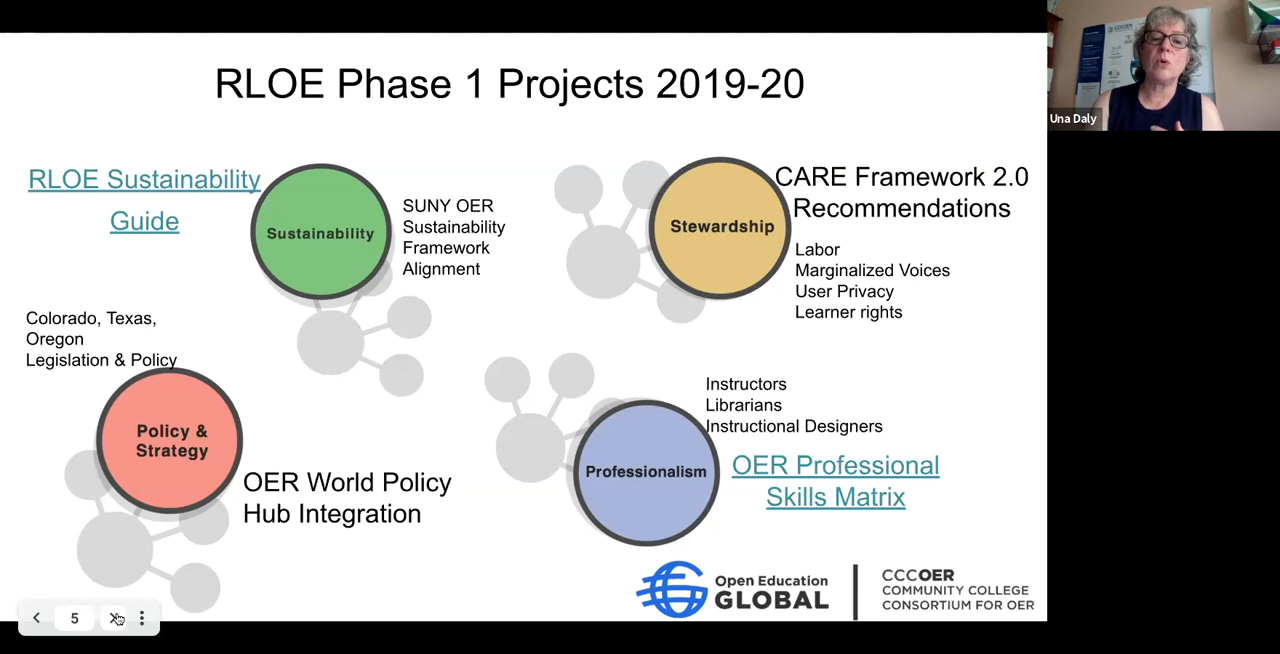 RLOE Phase 1 Projects 2019-20
Una Daly
RLOE Sustainability
Guide
Sustainability
SUNY OER
Sustainability
Framework
Alignment
Stewardship
CARE Framework 2.0
Recommendations
Labor
Marginalized Voices
User Privacy
Learner rights
Colorado, Texas,
Oregon
Legislation & Policy
Policy &
Strategy
OER World Policy
Hub Integration
Professionalism
Instructors
Librarians
Instructional Designers
OER Professional
Skills Matrix
Open Education
GLOBAL
CCCOER
COMMUNITY COLLEGE
CONSORTIUM FOR OER
5